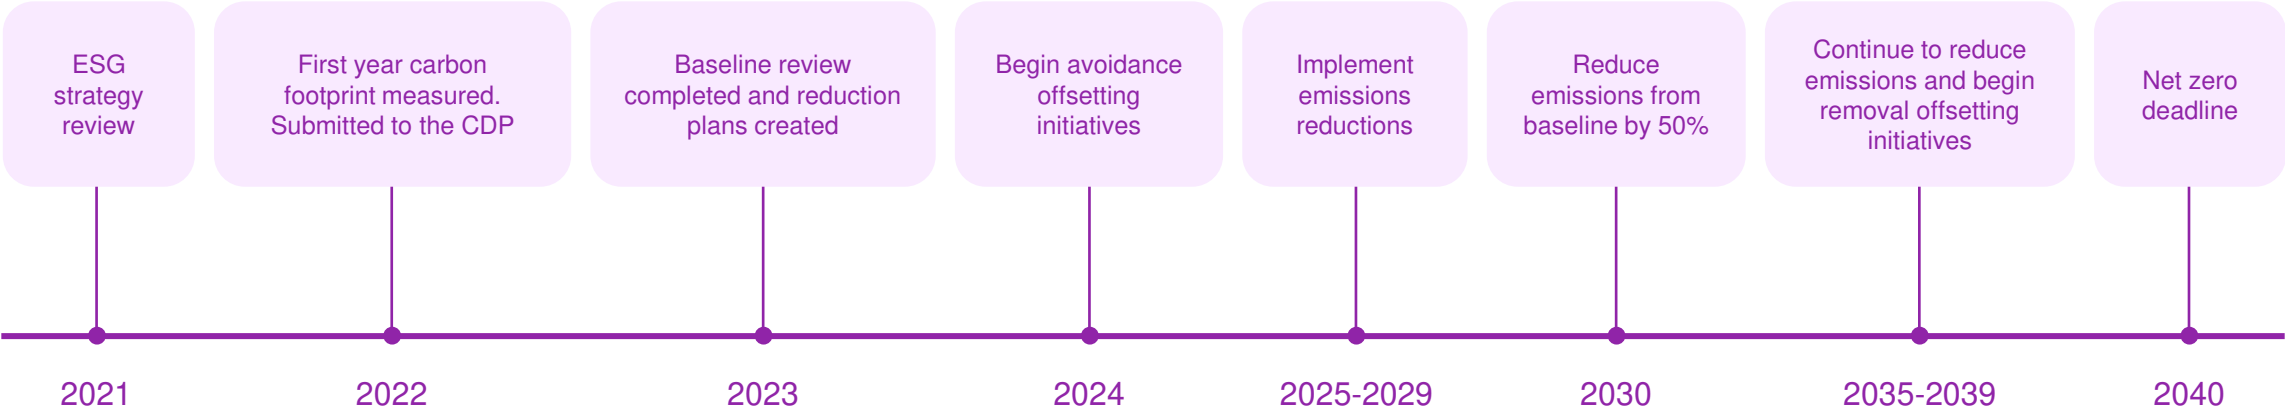 ESG
strategy
review
First year carbon
footprint measured.
Submitted to the CDP
Baseline review
completed and reduction
plans created
Begin avoidance
offsetting
initiatives
Implement
emissions
reductions
Reduce
emissions from
baseline by 50%
Continue to reduce
emissions and begin
removal offsetting
initiatives
Net zero
deadline
2021
2022
2023
2024
2025-2029
2030
2035-2039
2040